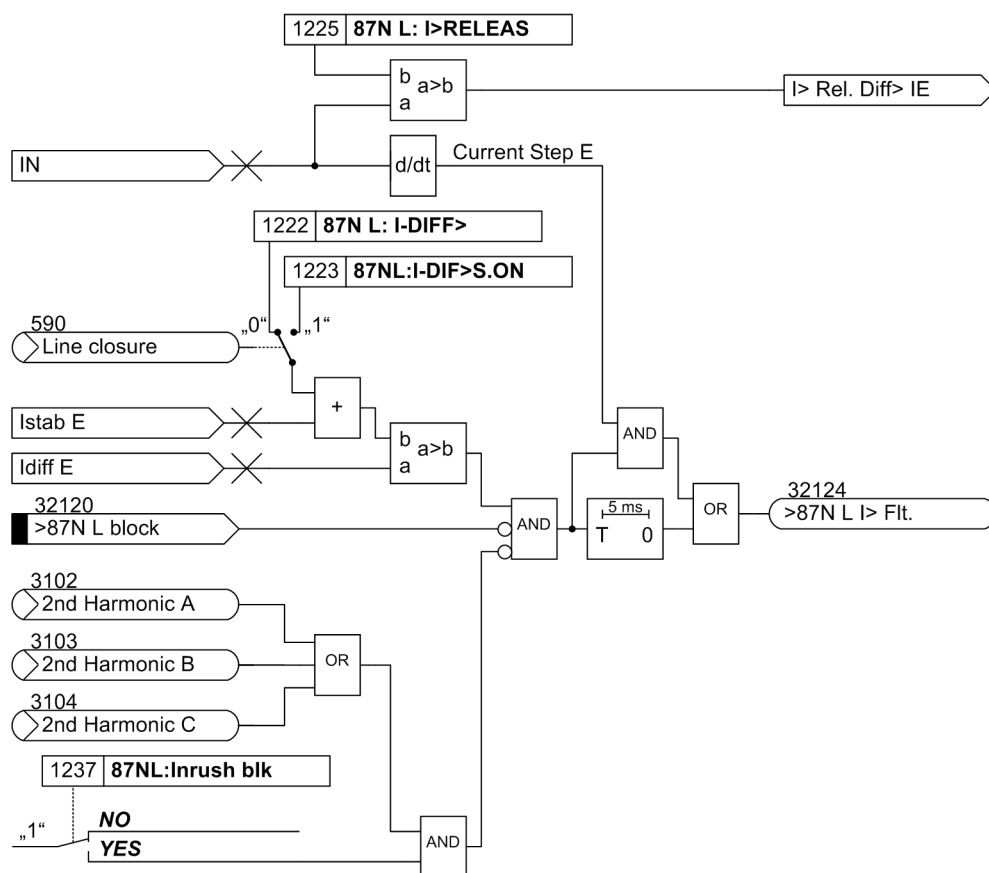 1225 87N L: I>RELEAS
b
a a>b
I> Rel. Diff> IE
IN
d/dt
Current Step E
1222 87N L: I-DIFF>
1223 87NL:I-DIF>S.ON
590
Line closure
„0“
„1“
Istab E
+
Idiff E
b
a a>b
AND
32120
>87N L block
AND
5 ms
T 0
OR
32124
>87N L I> Flt.
3102
2nd Harmonic A
3103
2nd Harmonic B
OR
3104
2nd Harmonic C
1237 87NL:Inrush blk
„1“
NO
YES
AND